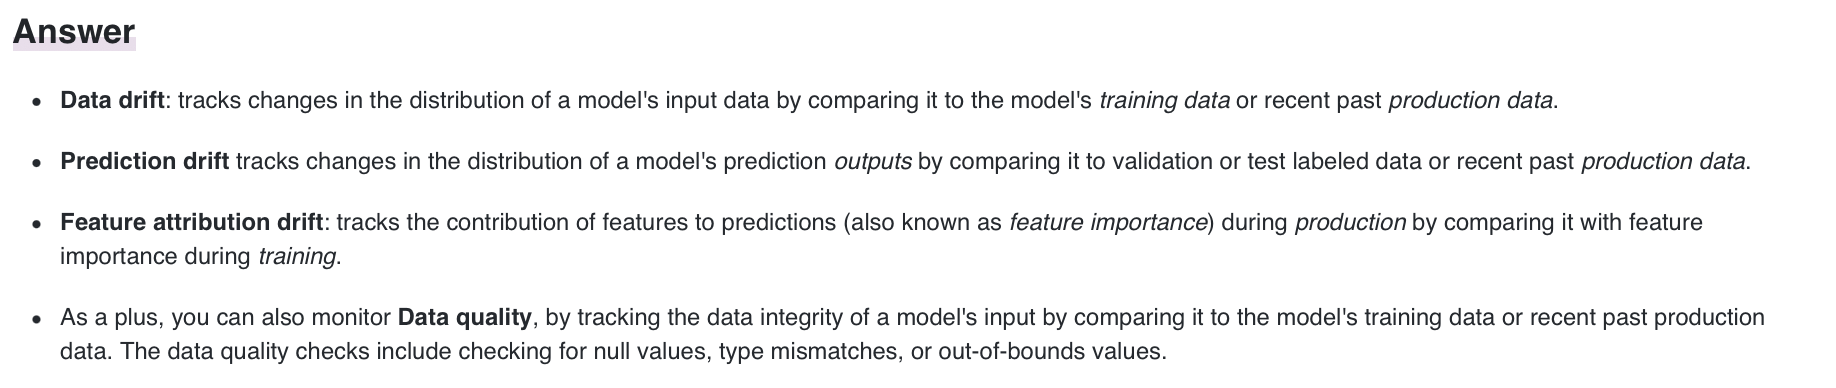 Answer
• Data drift: tracks changes in the distribution of a model's input data by comparing it to the model's training data or recent past production data.
• Prediction drift tracks changes in the distribution of a model's prediction outputs by comparing it to validation or test labeled data or recent past production data.
• Feature attribution drift: tracks the contribution of features to predictions (also known as feature importance) during production by comparing it with feature
importance during training.
• As a plus, you can also monitor Data quality, by tracking the data integrity of a model's input by comparing it to the model's training data or recent past production
data. The data quality checks include checking for null values, type mismatches, or out-of-bounds values.